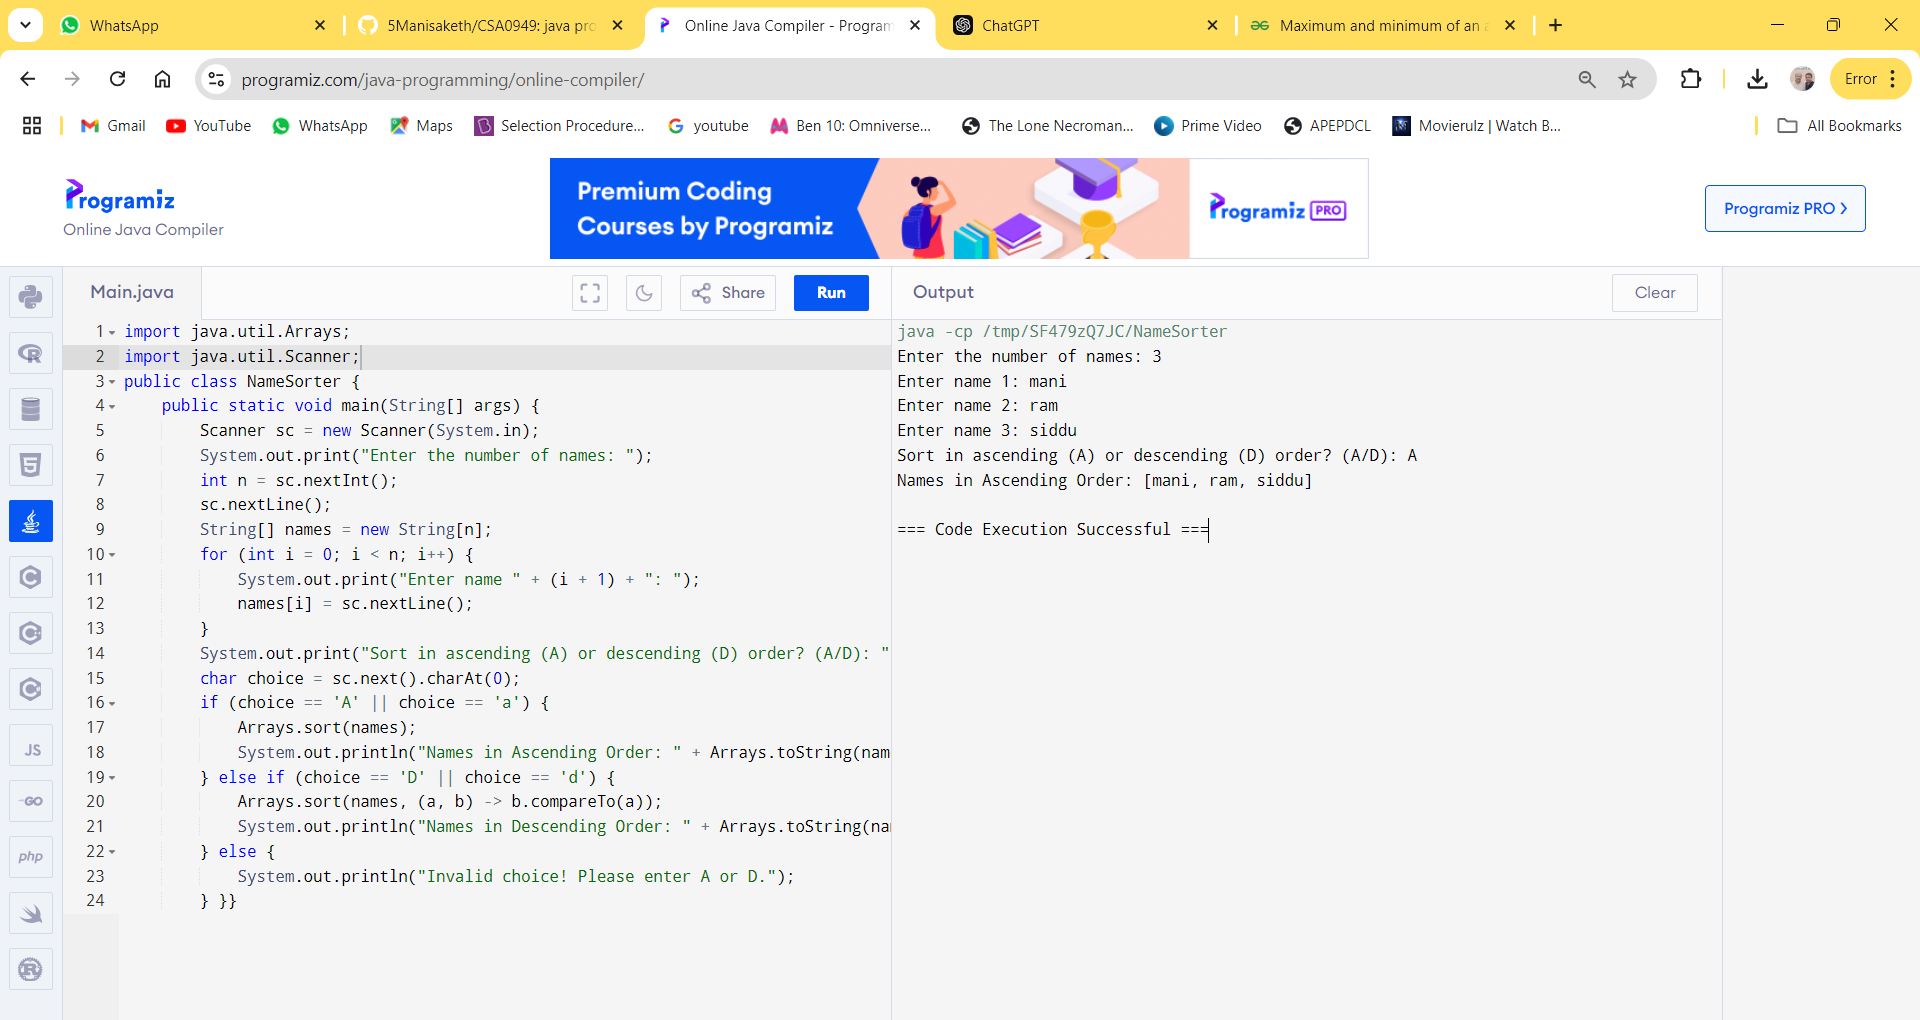 WhatsApp
5Manisaketh/CSA0949: java pro
Online Java Compiler - Program
ChatGPT
Maximum and minimum of an a
programiz.com/java-programming/online-compiler/
Error
Gmail
YouTube
WhatsApp
Maps
Selection Procedure...
youtube
Ben 10: Omniverse...
The Lone Necroman...
Prime Video
APEPDCL
Movierulz | Watch B...
All Bookmarks
Programiz
Online Java Compiler
Premium Coding
Courses by Programiz
Programiz PRO
Programiz PRO >
Main.java
Share
Run
Output
Clear
1 import java.util.Arrays;
2 import java.util.Scanner;
3 public class NameSorter {
4 public static void main(String[] args) {
5 Scanner sc = new Scanner(System.in);
6 System.out.print("Enter the number of names: ");
7 int n = sc.nextInt();
8 sc.nextLine();
9 String[] names = new String[n];
10 for (int i = 0; i < n; i++) {
11 System.out.print("Enter name " + (i + 1) + ": ");
12 names[i] = sc.nextLine();
13 }
14 System.out.print("Sort in ascending (A) or descending (D) order? (A/D): "
15 char choice = sc.next().charAt(0);
16 if (choice == 'A' || choice == 'a') {
17 Arrays.sort(names);
18 System.out.println("Names in Ascending Order: " + Arrays.toString(nam
19 } else if (choice == 'D' || choice == 'd') {
20 Arrays.sort(names, (a, b) -> b.compareTo(a));
21 System.out.println("Names in Descending Order: " + Arrays.toString(na
22 } else {
23 System.out.println("Invalid choice! Please enter A or D.");
24 } }}
java -cp /tmp/SF479zQ7JC/NameSorter
Enter the number of names: 3
Enter name 1: mani
Enter name 2: ram
Enter name 3: siddu
Sort in ascending (A) or descending (D) order? (A/D): A
Names in Ascending Order: [mani, ram, siddu]
=== Code Execution Successful ===
JS
GO
php